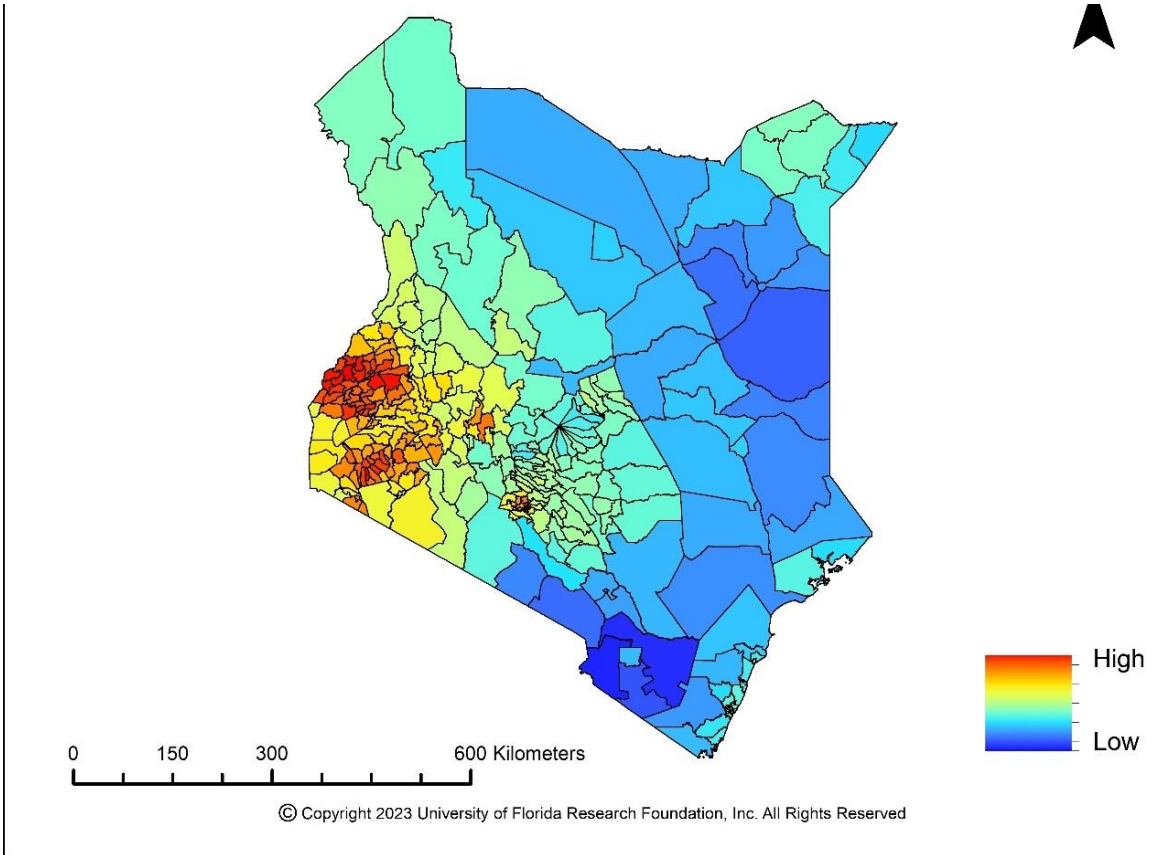 High
Low
0 150 300 600 Kilometers
© Copyright 2023 University of Florida Research Foundation, Inc. All Rights Reserved